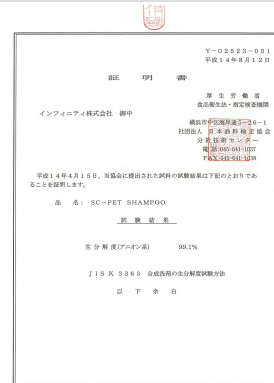 Y－02523－051
平成14年8月12日
証明書
厚生労働省
食品衛生法・指定検査機関
インフィニティ株式会社 御中
横浜市中区海岸通5－26－1
社団法人 日本油料検定協会
分析技術センター
電話 045-641-1037
FAX 045-641-1038
平成14年4月15日、当協会に提出された試料の試験結果は下記のとおりであ
ることを証明します。
品名： SC－PET SHAMPOO
試験結果
生分解度(アニオン系) 99.1%
JIS K 3363 合成洗剤の生分解度試験方法
以下余白